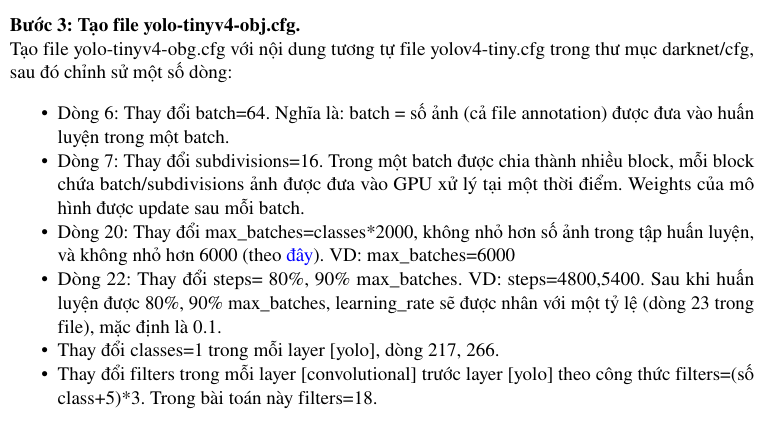 Bước 3: Tạo file yolo-tinyv4-obj.cfg.
Tạo file yolo-tinyv4-obg.cfg với nội dung tương tự file yolov4-tiny.cfg trong thư mục darknet/cfg,
sau đó chỉnh sử một số dòng:
• Dòng 6: Thay đổi batch=64. Nghĩa là: batch = số ảnh (cả file annotation) được đưa vào huấn
luyện trong một batch.
• Dòng 7: Thay đổi subdivisions=16. Trong một batch được chia thành nhiều block, mỗi block
chứa batch/subdivisions ảnh được đưa vào GPU xử lý tại một thời điểm. Weights của mô
hình được update sau mỗi batch.
• Dòng 20: Thay đổi max_batches=classes*2000, không nhỏ hơn số ảnh trong tập huấn luyện,
và không nhỏ hơn 6000 (theo đây). VD: max_batches=6000
• Dòng 22: Thay đổi steps= 80%, 90% max_batches. VD: steps=4800,5400. Sau khi huấn
luyện được 80%, 90% max_batches, learning_rate sẽ được nhân với một tỷ lệ (dòng 23 trong
file), mặc định là 0.1.
• Thay đổi classes=1 trong mỗi layer [yolo], dòng 217, 266.
• Thay đổi filters trong mỗi layer [convolutional] trước layer [yolo] theo công thức filters=(số
class+5)*3. Trong bài toán này filters=18.